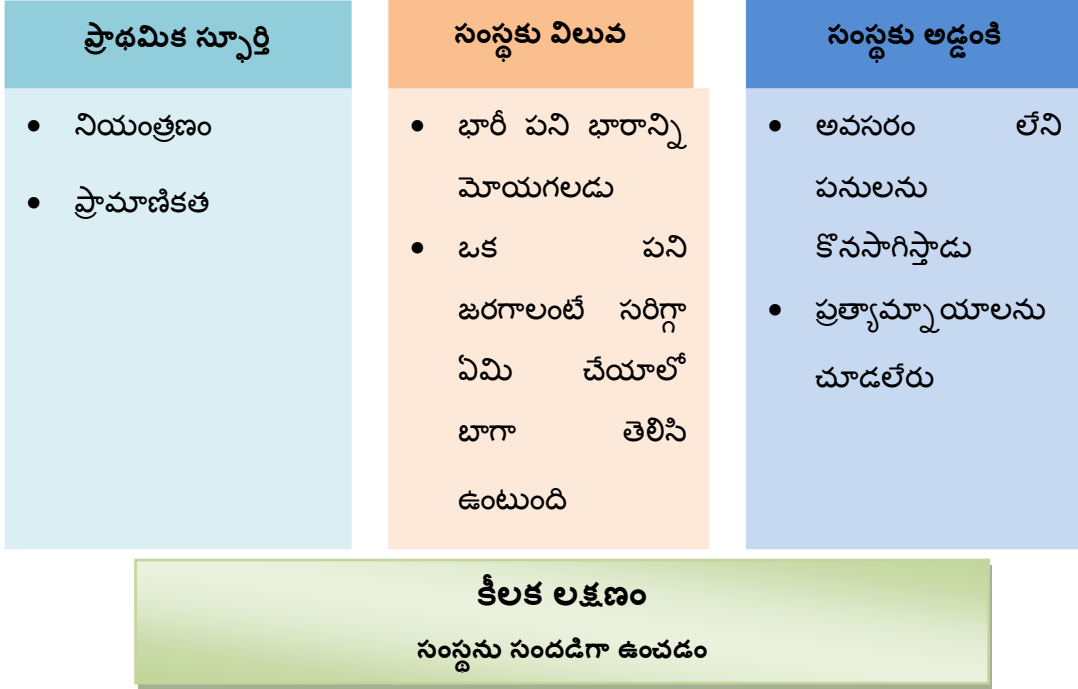 ప్రాథమిక స్ఫూర్తి
• నియంత్రణం
• ప్రామాణికత
సంస్థకు విలువ
• భారీ పని భారాన్ని
మోయగలడు
• ఒక పని
జరగాలంటే సరిగ్గా
ఏమి చేయాలో
బాగా తెలిసి
ఉంటుంది
సంస్థకు అడ్డంకి
• అవసరం లేని
పనులను
కొనసాగిస్తాడు
• ప్రత్యామ్నాయాలను
చూడలేరు
కీలక లక్షణం
సంస్థను సందడిగా ఉంచడం